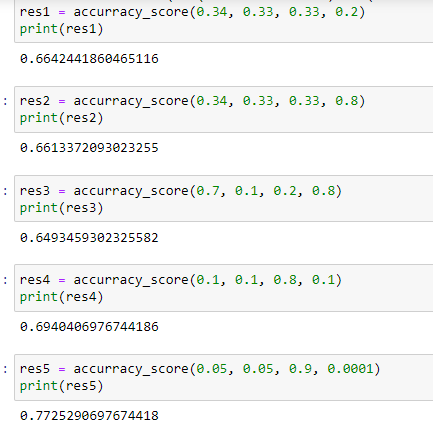 res1 = accurracy_score(0.34, 0.33, 0.33, 0.2)
print(res1)
0.6642441860465116
: res2 = accurracy_score(0.34, 0.33, 0.33, 0.8)
print(res2)
0.6613372093023255
: res3 = accurracy_score(0.7, 0.1, 0.2, 0.8)
print(res3)
0.6493459302325582
: res4 = accurracy_score(0.1, 0.1, 0.8, 0.1)
print(res4)
0.6940406976744186
: res5 = accurracy_score(0.05, 0.05, 0.9, 0.0001)
print(res5)
0.7725290697674418